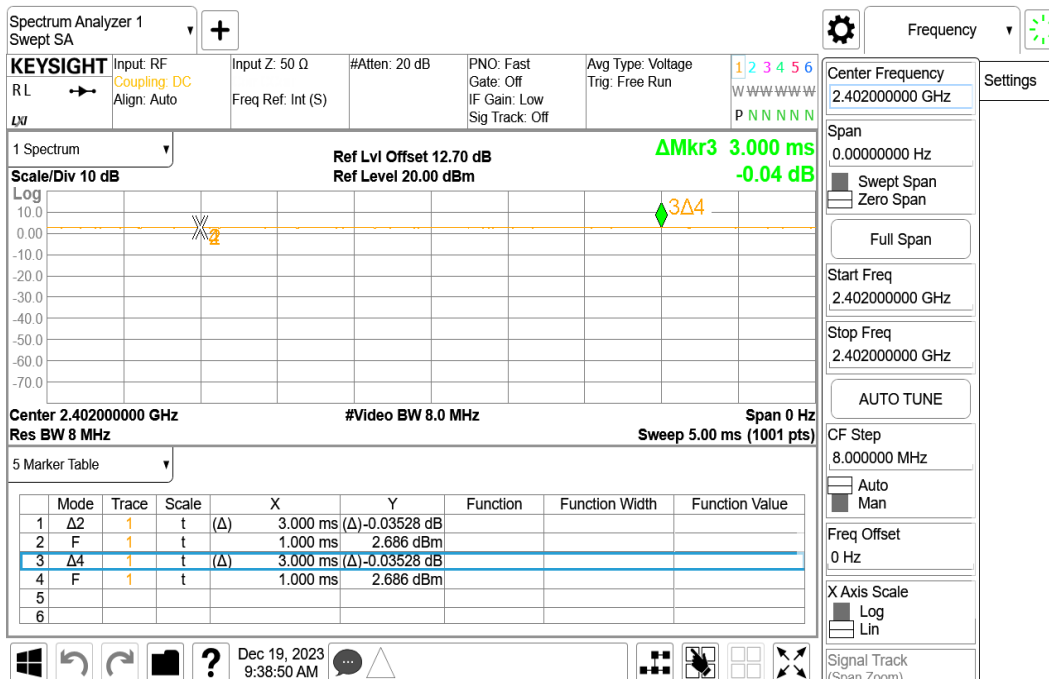 Spectrum Analyzer 1
Swept SA
Frequency
KEYSIGHT
R L
LXI
Input: RF
Coupling: DC
Align: Auto
Input Z: 50 Ω
Freq Ref: Int (S)
#Atten: 20 dB
PNO: Fast
Gate: Off
IF Gain: Low
Sig Track: Off
Avg Type: Voltage
Trig: Free Run
1 2 3 4 5 6
W W W W W W
P N N N N N
Center Frequency
2.402000000 GHz
Settings
Span
0.00000000 Hz
Swept Span
Zero Span
Full Span
Start Freq
2.402000000 GHz
Stop Freq
2.402000000 GHz
AUTO TUNE
CF Step
8.000000 MHz
Auto
Man
Freq Offset
0 Hz
X Axis Scale
Log
Lin
Signal Track
(Span Zoom)
1 Spectrum
Scale/Div 10 dB
Ref Lvl Offset 12.70 dB
Ref Level 20.00 dBm
ΔMkr3 3.000 ms
-0.04 dB
Log
10.0
0.00
-10.0
-20.0
-30.0
-40.0
-50.0
-60.0
-70.0
3Δ4
Center 2.402000000 GHz
#Video BW 8.0 MHz
Span 0 Hz
Res BW 8 MHz
Sweep 5.00 ms (1001 pts)
5 Marker Table
Mode Trace Scale X Y Function Function Width Function Value
1 Δ2 1 t (Δ) 3.000 ms (Δ) -0.03528 dB
2 F 1 t 1.000 ms 2.686 dBm
3 Δ4 1 t (Δ) 3.000 ms (Δ) -0.03528 dB
4 F 1 t 1.000 ms 2.686 dBm
5
6
?
Dec 19, 2023
9:38:50 AM